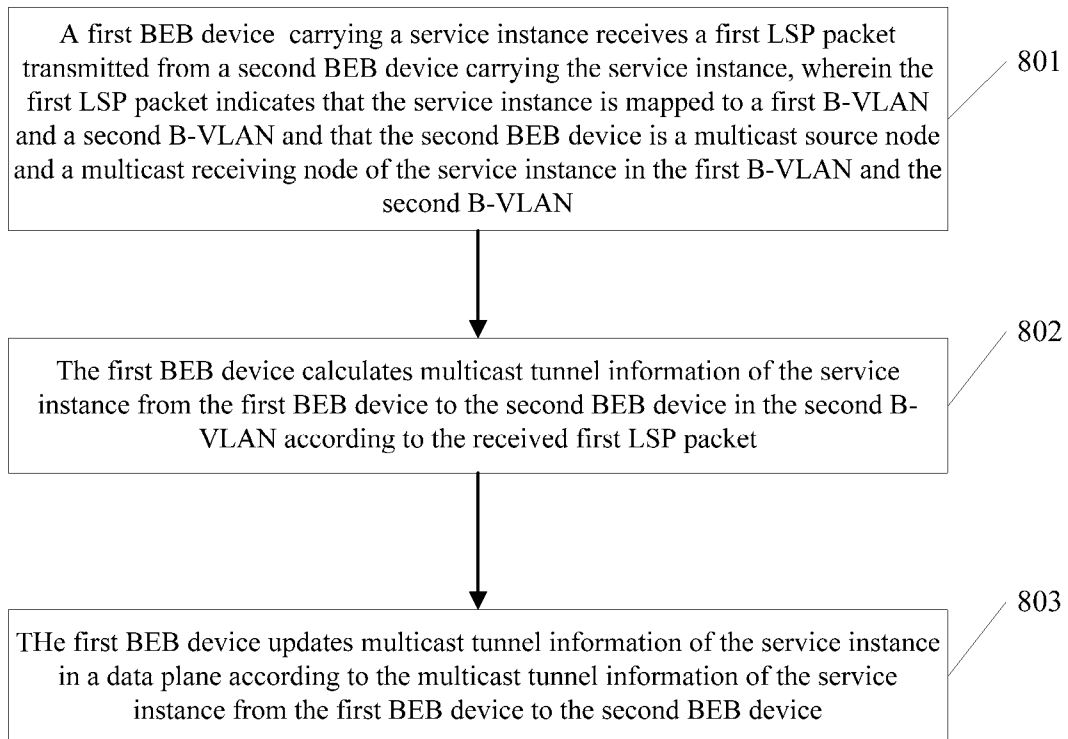 A first BEB device carrying a service instance receives a first LSP packet
transmitted from a second BEB device carrying the service instance, wherein the
first LSP packet indicates that the service instance is mapped to a first B-VLAN
and a second B-VLAN and that the second BEB device is a multicast source node
and a multicast receiving node of the service instance in the first B-VLAN and the
second B-VLAN
801
The first BEB device calculates multicast tunnel information of the service
instance from the first BEB device to the second BEB device in the second B-
VLAN according to the received first LSP packet
802
THe first BEB device updates multicast tunnel information of the service instance
in a data plane according to the multicast tunnel information of the service
instance from the first BEB device to the second BEB device
803